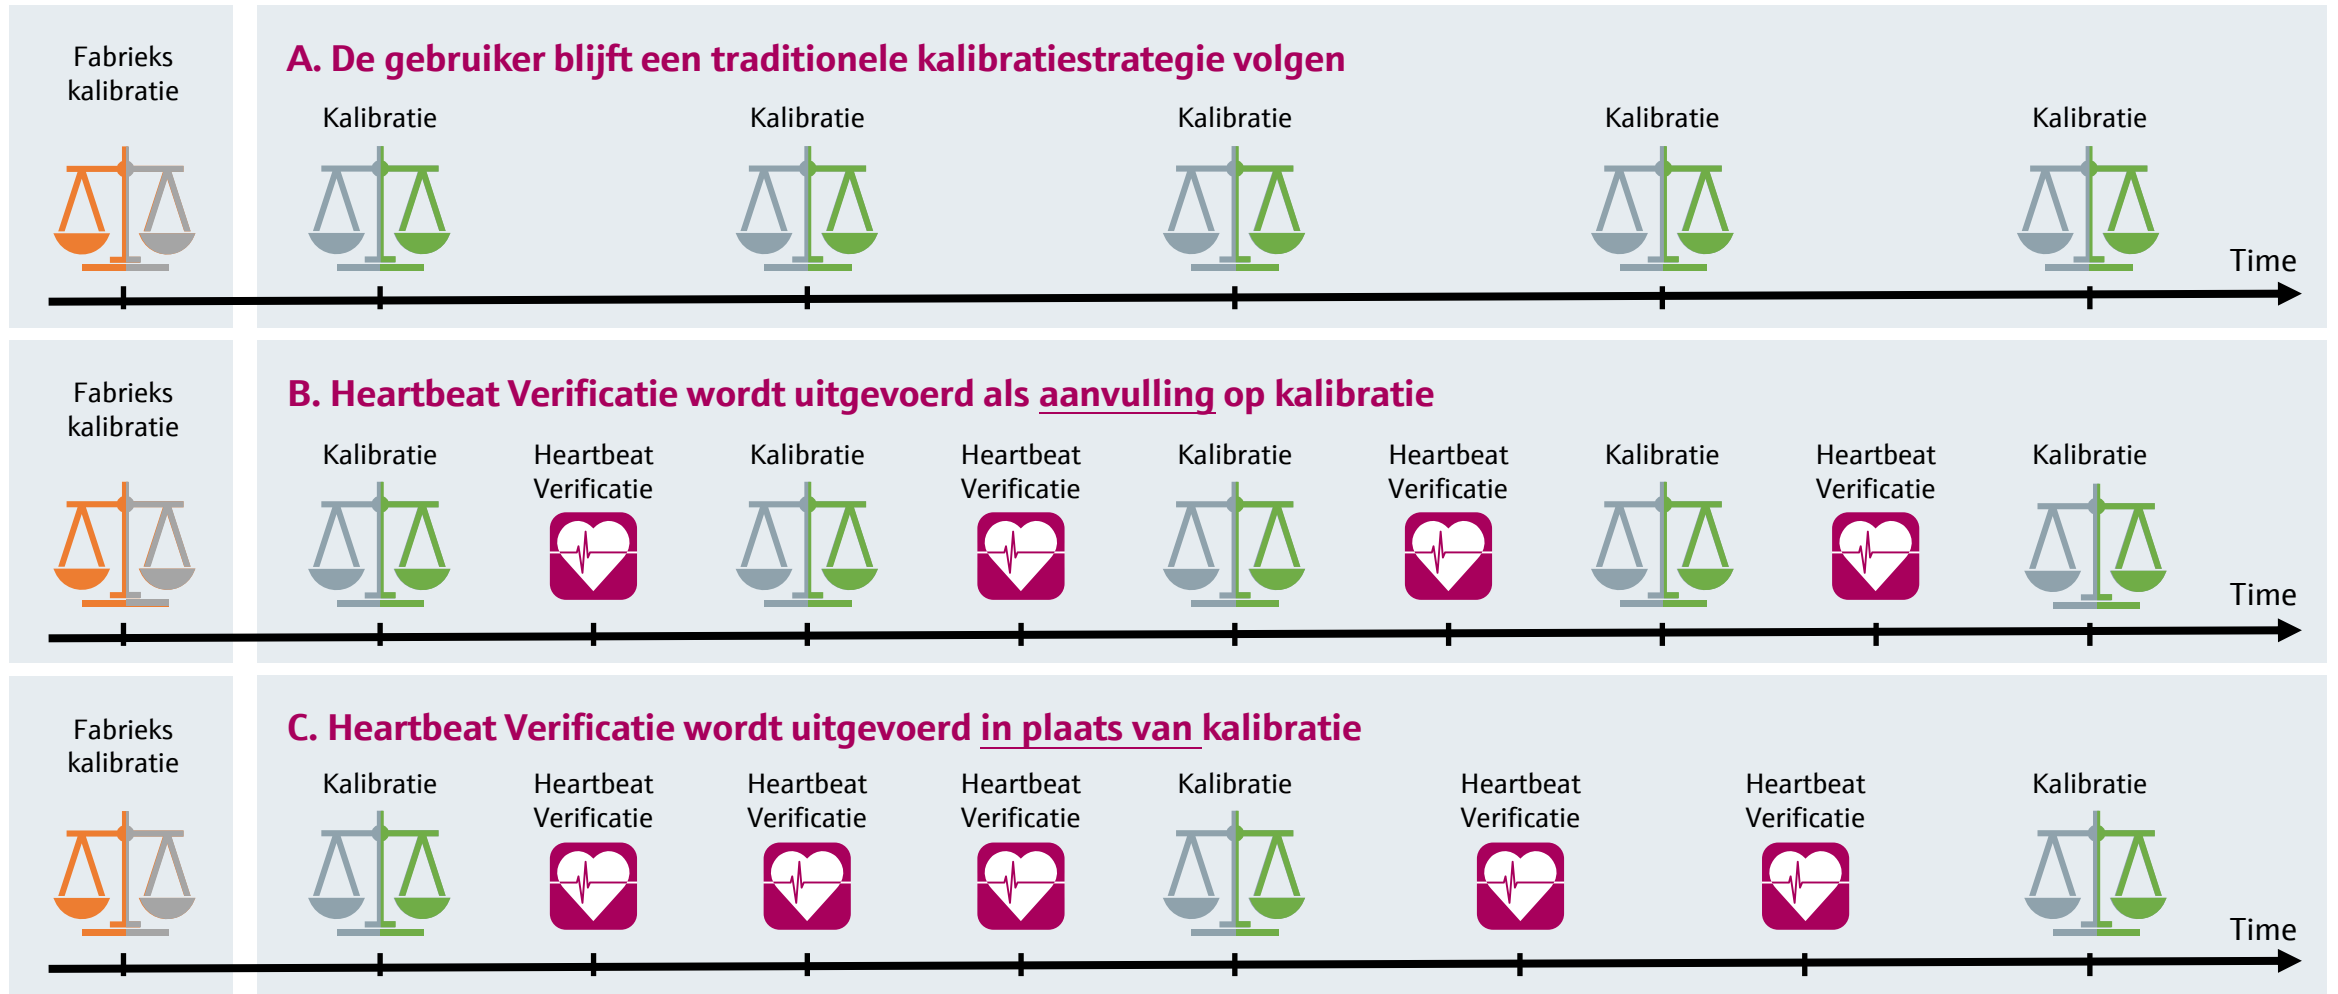 Fabrieks
kalibratie
A. De gebruiker blijft een traditionele kalibratiestrategie volgen
Kalibratie
Kalibratie
Kalibratie
Kalibratie
Kalibratie
Time
Fabrieks
kalibratie
B. Heartbeat Verificatie wordt uitgevoerd als aanvulling op kalibratie
Kalibratie
Heartbeat
Verificatie
Kalibratie
Heartbeat
Verificatie
Kalibratie
Heartbeat
Verificatie
Kalibratie
Heartbeat
Verificatie
Kalibratie
Time
Fabrieks
kalibratie
C. Heartbeat Verificatie wordt uitgevoerd in plaats van kalibratie
Kalibratie
Heartbeat
Verificatie
Heartbeat
Verificatie
Heartbeat
Verificatie
Kalibratie
Heartbeat
Verificatie
Heartbeat
Verificatie
Kalibratie
Time